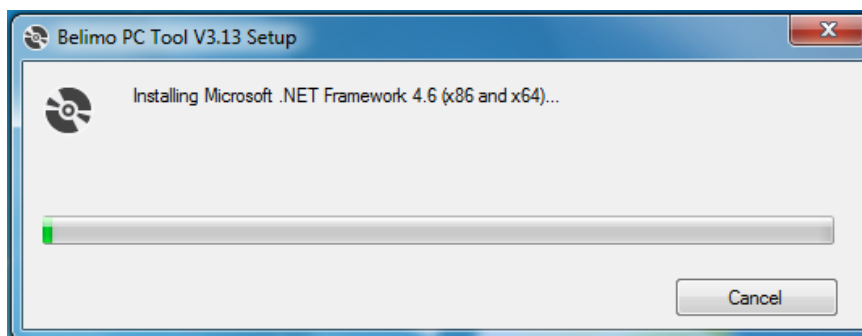 Belimo PC Tool V3.13 Setup
Installing Microsoft .NET Framework 4.6 (x86 and x64)...
Cancel